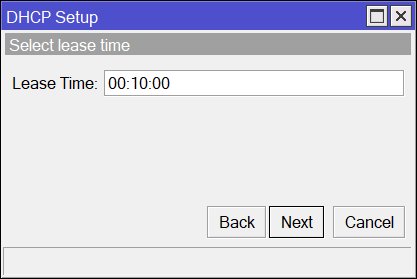 DHCP Setup
Select lease time
Lease Time: 00:10:00
Back Next Cancel